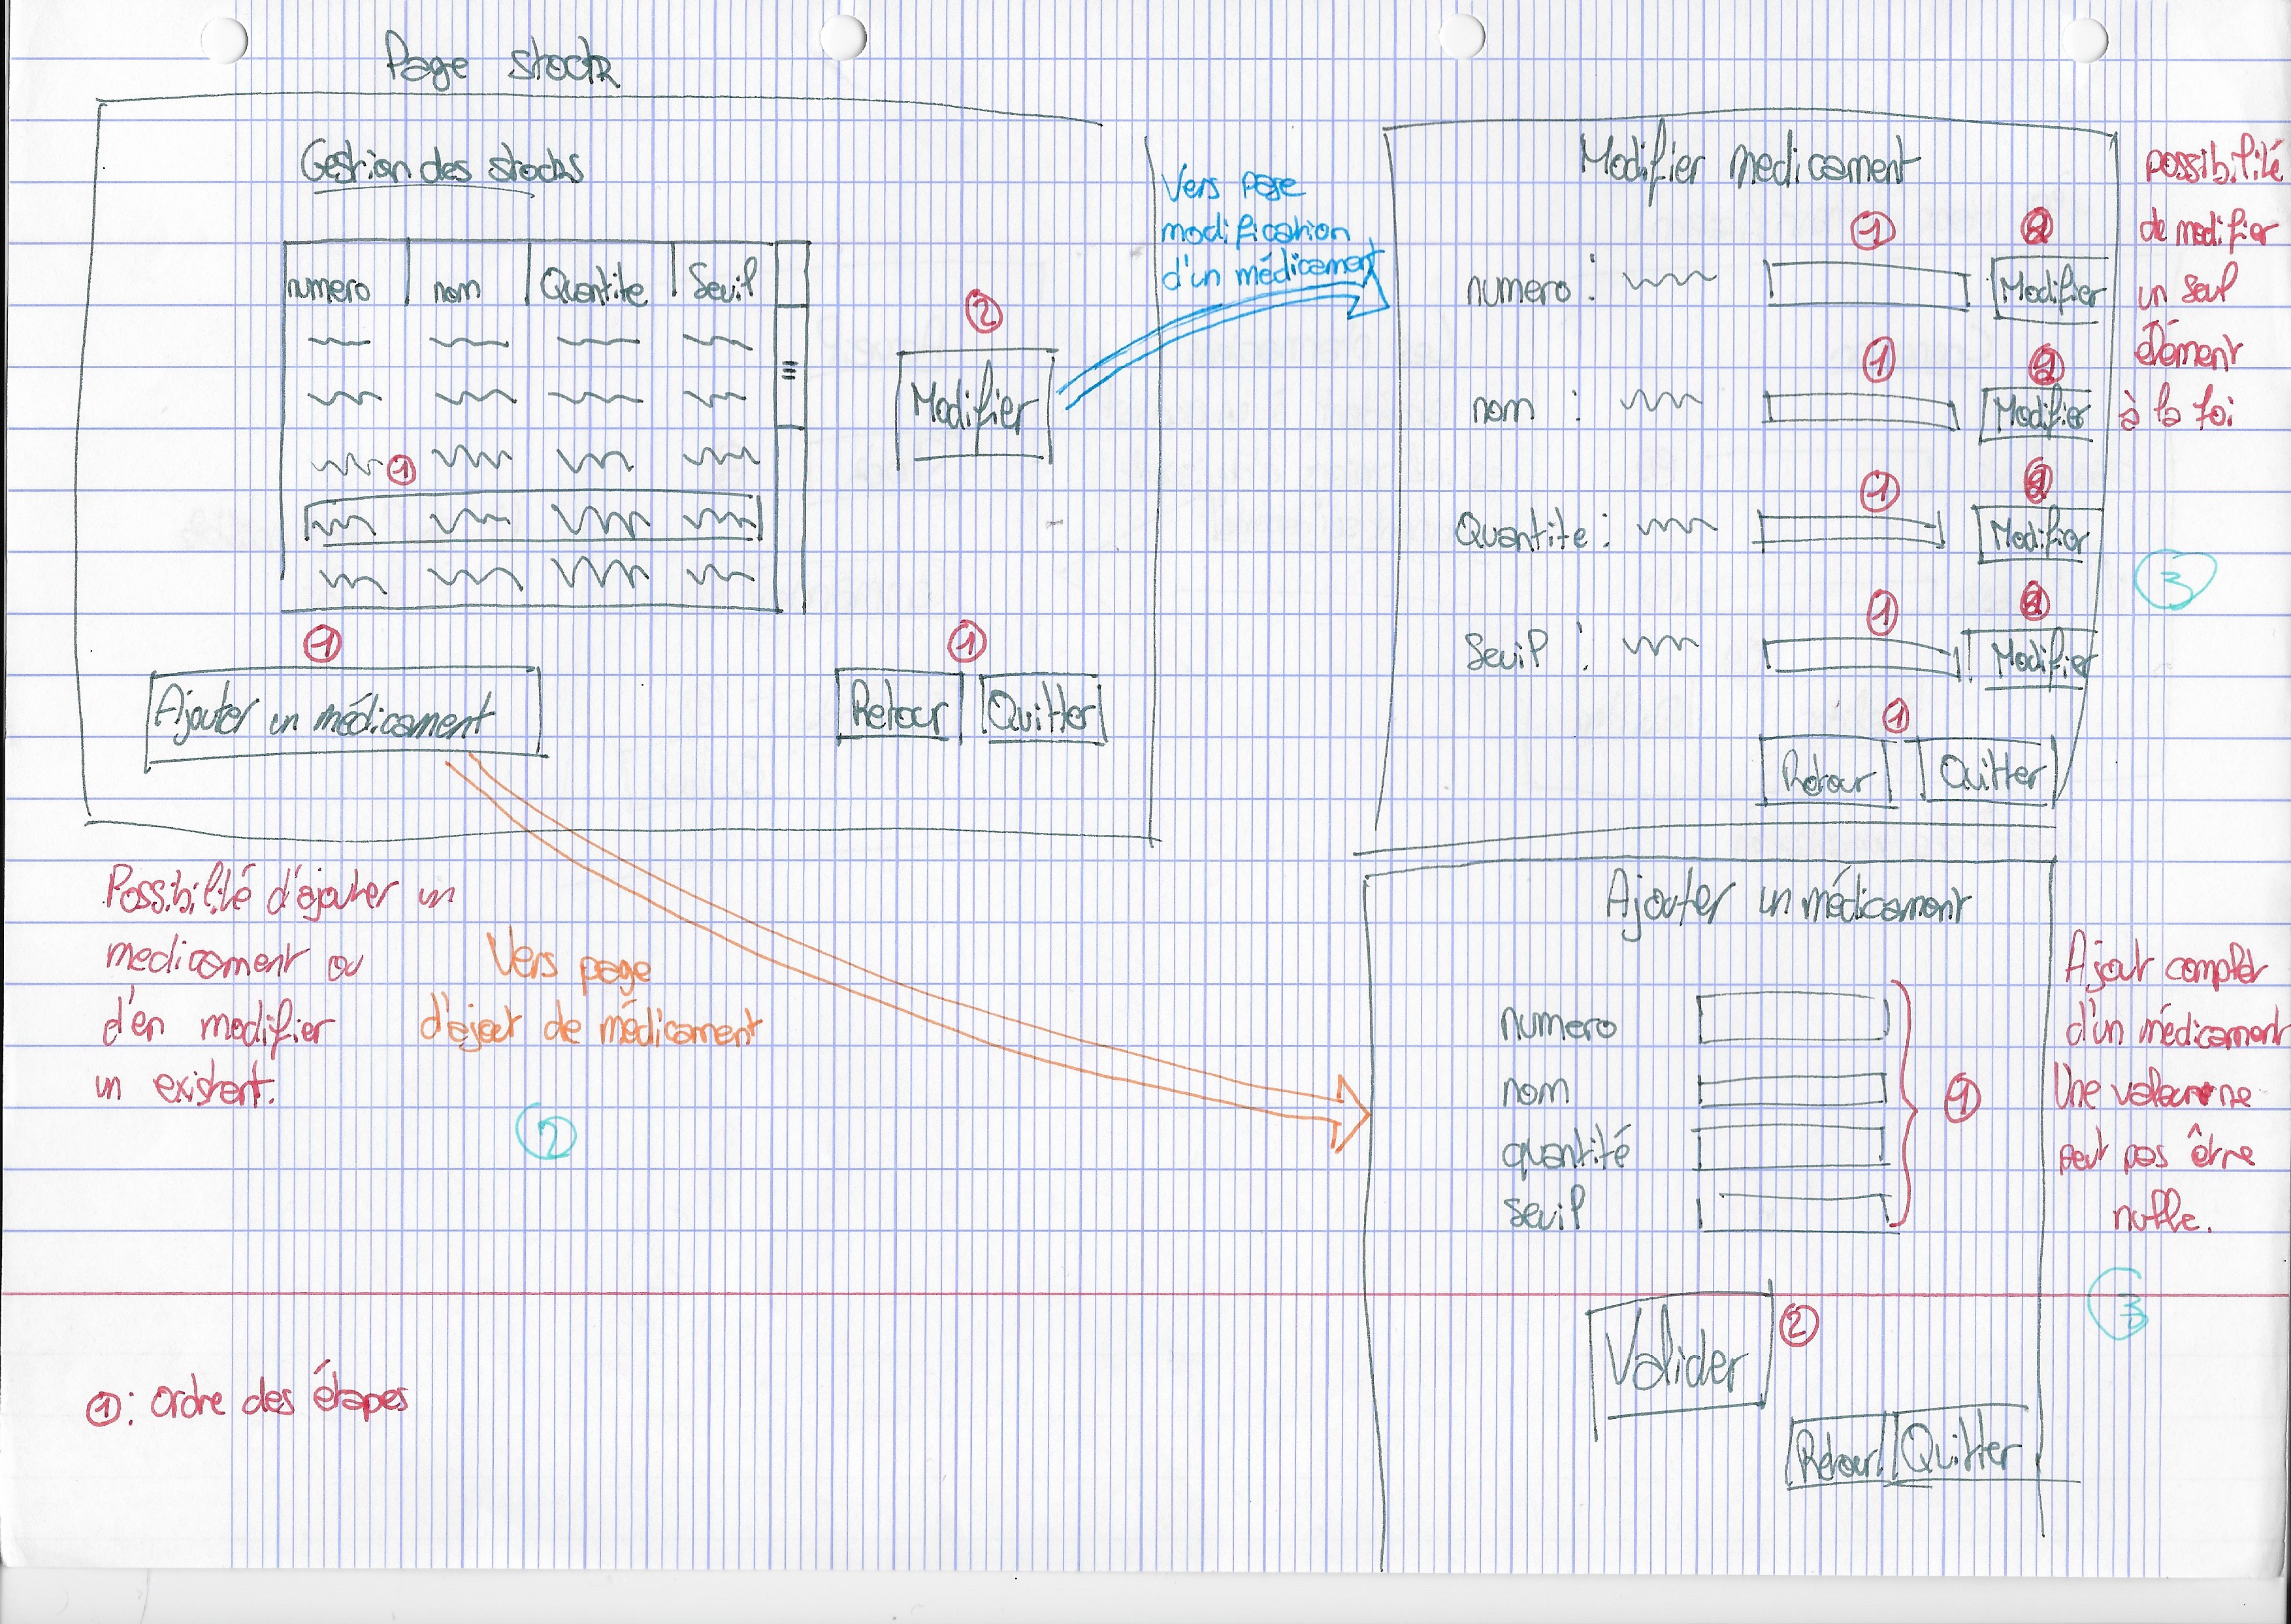 Page stock
Gestion des stocks
numero nom Quantite Seuil
①
②
Modifier
①
Ajouter un médicament
①
Retour Quitter
Vers page
modification
d'un médicament
Modifier medicament
① ②
numero : Modifier
① ②
nom : Modifier
① ②
Quantite : Modifier
① ②
Seuil : Modifier
①
Retour Quitter
possibilité
de modifier
un seul
élément
à la foi
③
Possibilité d'ajouter un
medicament ou
d'en modifier
un existent.
Vers page
d'ajout de médicament
②
Ajouter un médicament
numero
nom
quantité
seuil
①
Valider ②
Retour Quitter
Ajout complet
d'un médicament
Une valeur ne
peut pas être
nulle.
③
①: ordre des étapes